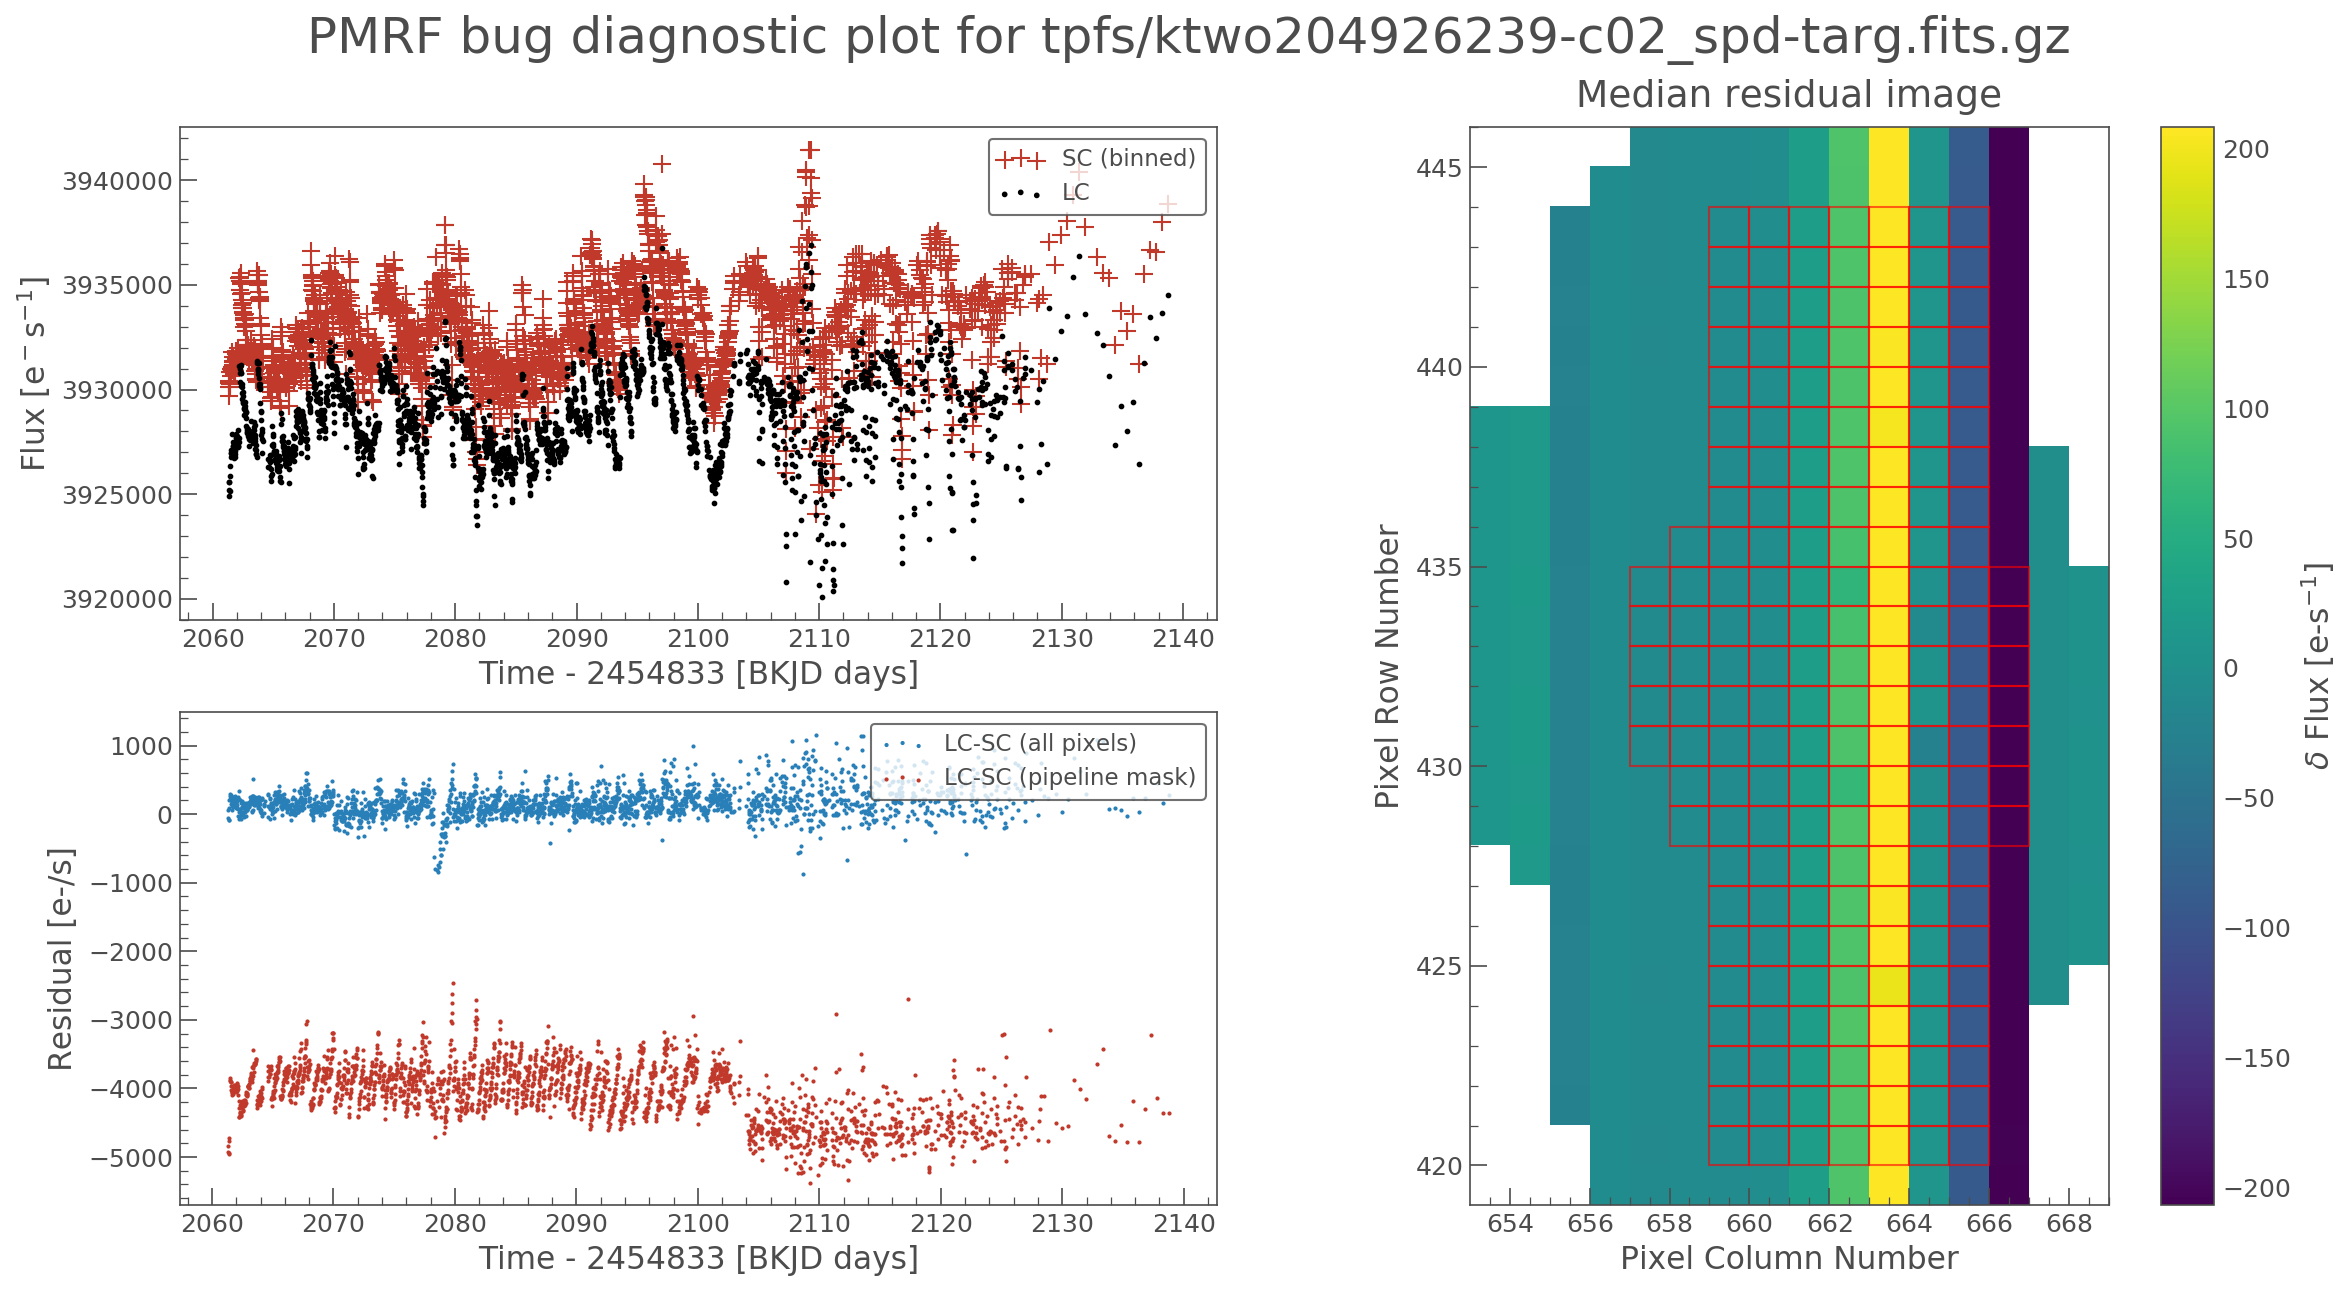 PMRF bug diagnostic plot for tpfs/ktwo204926239-c02_spd-targ.fits.gz
SC (binned)
LC
Flux [e⁻ s⁻¹]
3940000
3935000
3930000
3925000
3920000
2060 2070 2080 2090 2100 2110 2120 2130 2140
Time - 2454833 [BKJD days]
LC-SC (all pixels)
LC-SC (pipeline mask)
Residual [e-/s]
1000
0
−1000
−2000
−3000
−4000
−5000
2060 2070 2080 2090 2100 2110 2120 2130 2140
Time - 2454833 [BKJD days]
Median residual image
Pixel Row Number
445
440
435
430
425
420
654 656 658 660 662 664 666 668
Pixel Column Number
200
150
100
50
0
−50
−100
−150
−200
δ Flux [e-s⁻¹]